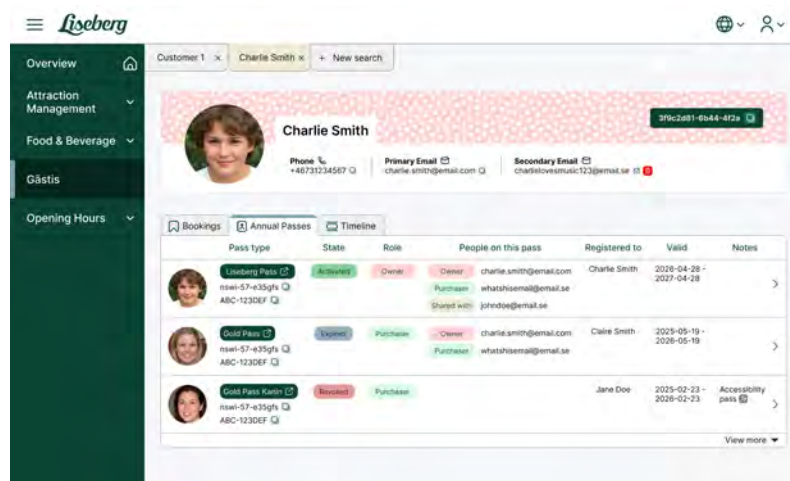 Liseberg
Overview
Attraction
Management
Food & Beverage
Gästis
Opening Hours
Customer 1 x
Charlie Smith x
+ New search
Charlie Smith
3f9c2d81-6b44-4f2a
Phone
+46731234567
Primary Email
charlie.smith@email.com
Secondary Email
charlielovesmusic123@email.se
Bookings
Annual Passes
Timeline
Pass type State Role People on this pass Registered to Valid Notes
Liseberg Pass Activated Owner Owner charlie.smith@email.com Charlie Smith 2026-04-28 -
nswi-57-e35gfs Purchaser whatshisemail@email.se 2027-04-28
ABC-123DEF Shared with johndoe@email.se
Gold Pass Expired Purchaser Owner charlie.smith@email.com Claire Smith 2025-05-19 -
nswi-57-e35gfs Purchaser whatshisemail@email.se 2026-05-19
ABC-123DEF
Gold Pass Kanin Revoked Purchaser Jane Doe 2025-02-23 - Accessibility
nswi-57-e35gfs 2026-02-23 pass
ABC-123DEF
View more